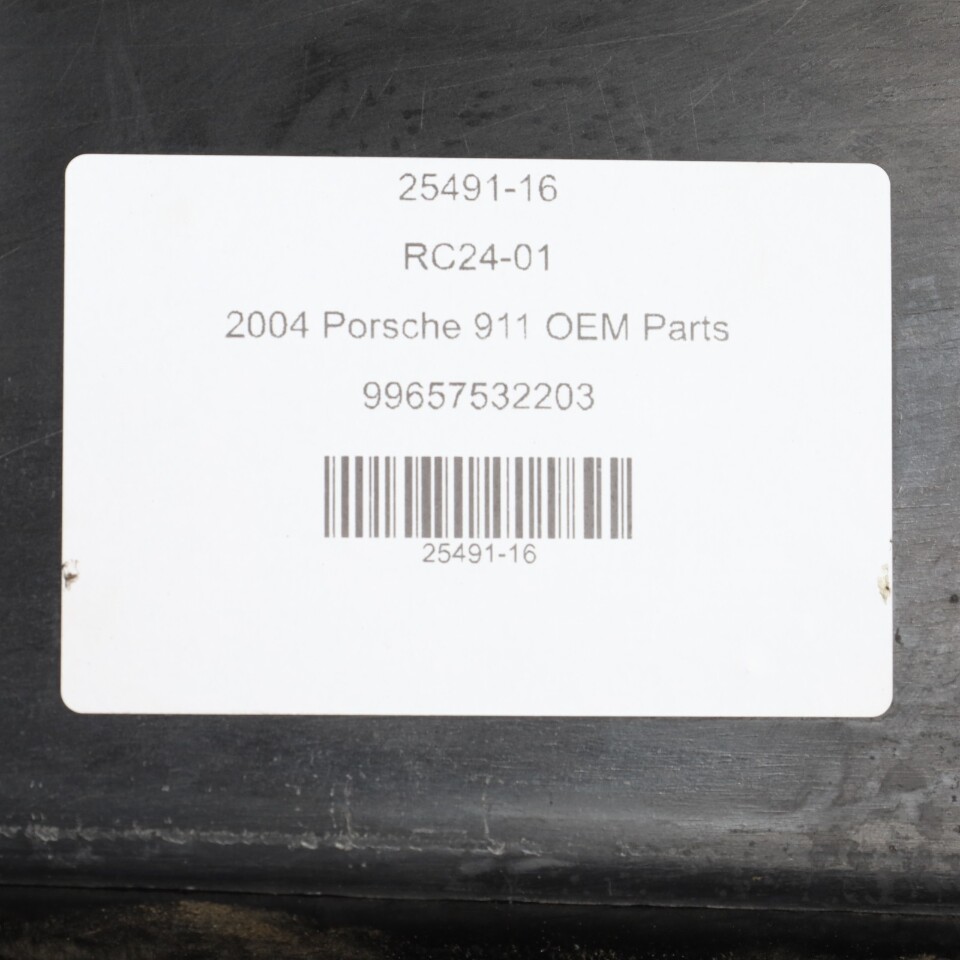 25491-16
RC24-01
2004 Porsche 911 OEM Parts
99657532203
25491-16